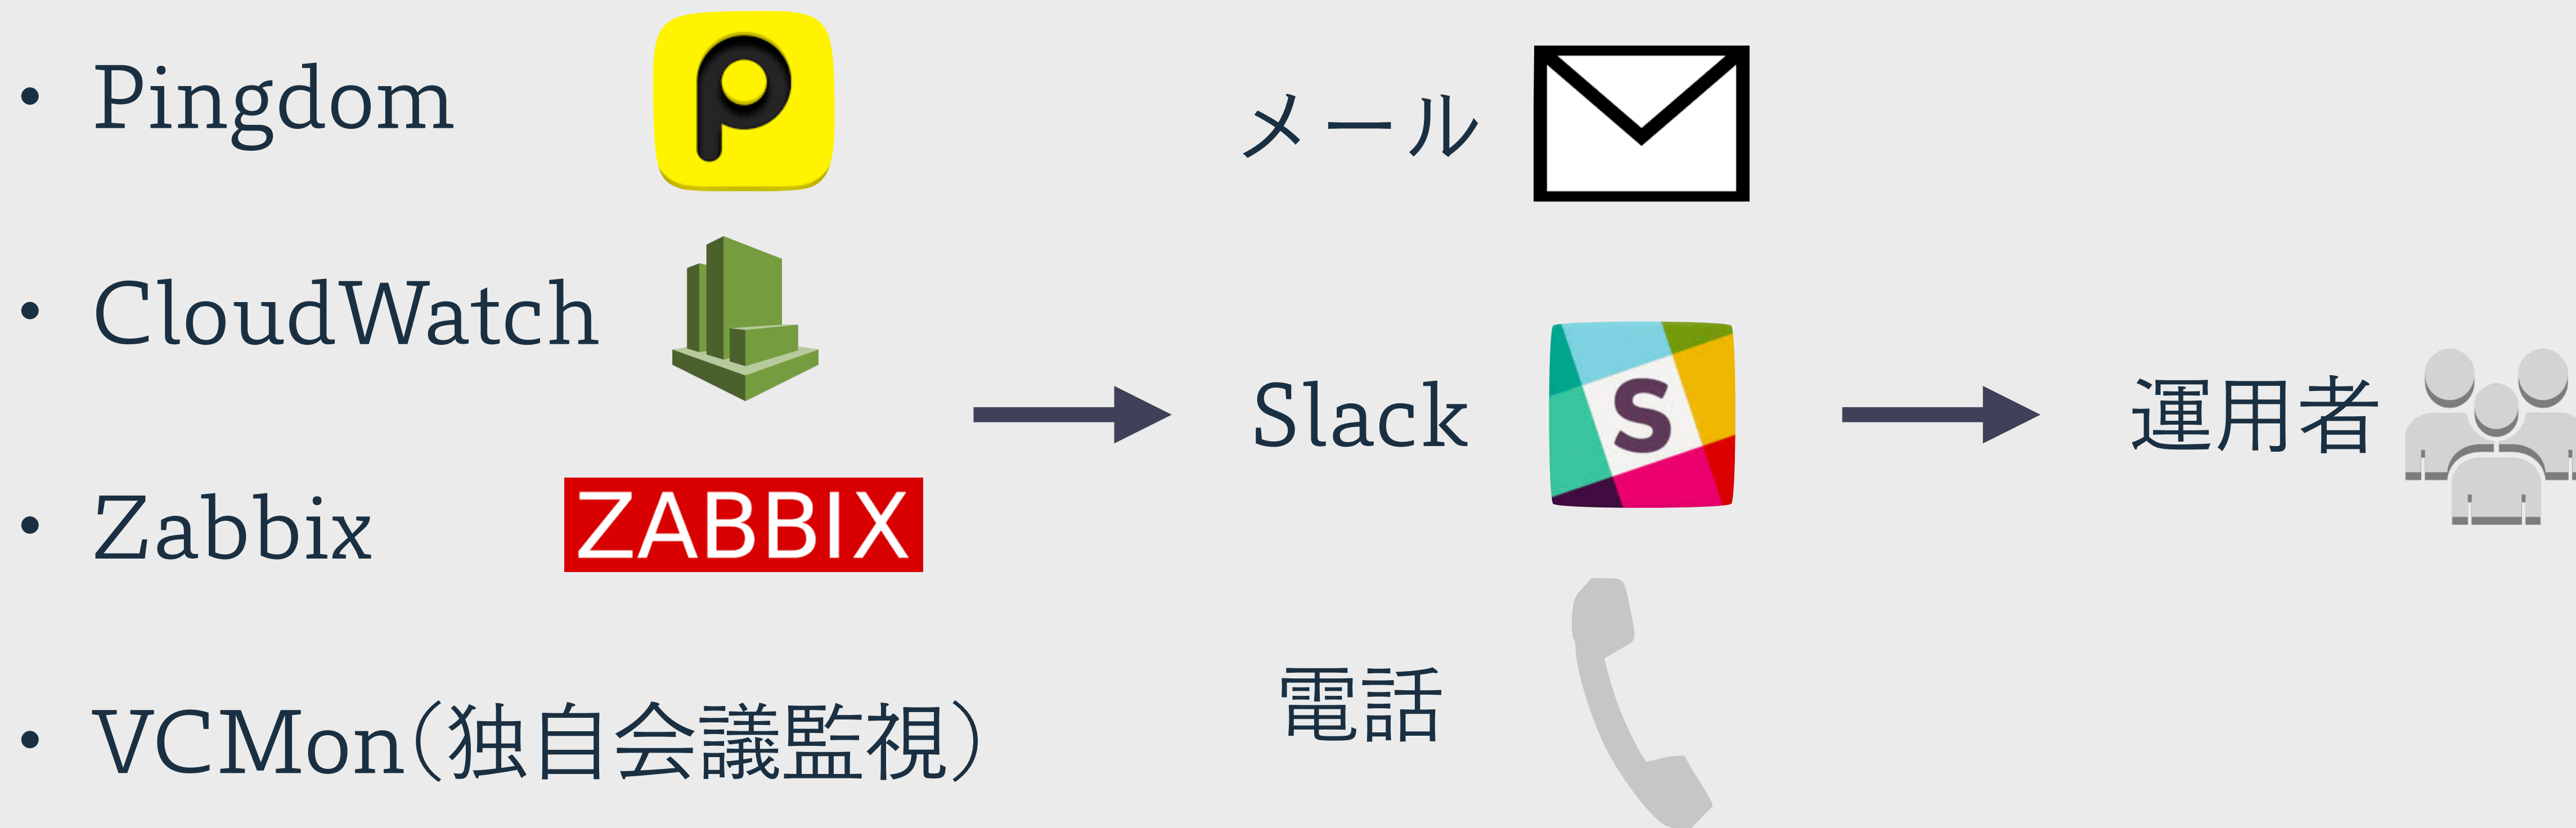 • Pingdom
• CloudWatch
• Zabbix
ZABBIX
• VCMon（独自会議監視）
メール
Slack
S
電話
運用者